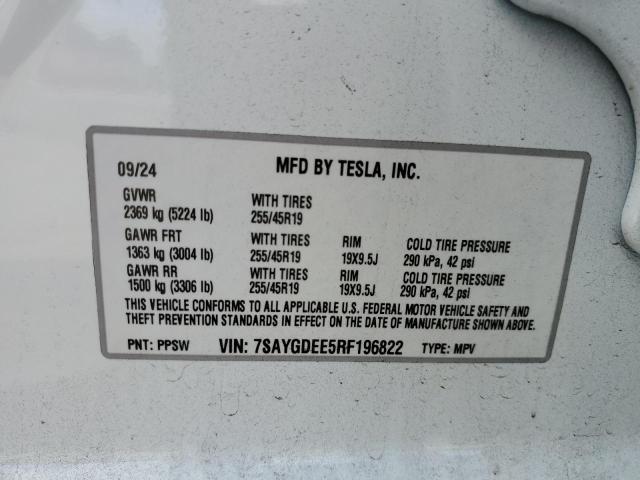 09/24 MFD BY TESLA, INC.
GVWR WITH TIRES
2369 kg (5224 lb) 255/45R19
GAWR FRT WITH TIRES RIM COLD TIRE PRESSURE
1363 kg (3004 lb) 255/45R19 19X9.5J 290 kPa, 42 psi
GAWR RR WITH TIRES RIM COLD TIRE PRESSURE
1500 kg (3306 lb) 255/45R19 19X9.5J 290 kPa, 42 psi
THIS VEHICLE CONFORMS TO ALL APPLICABLE U.S. FEDERAL MOTOR VEHICLE SAFETY AND
THEFT PREVENTION STANDARDS IN EFFECT ON THE DATE OF MANUFACTURE SHOWN ABOVE.
PNT: PPSW VIN: 7SAYGDEE5RF196822 TYPE: MPV